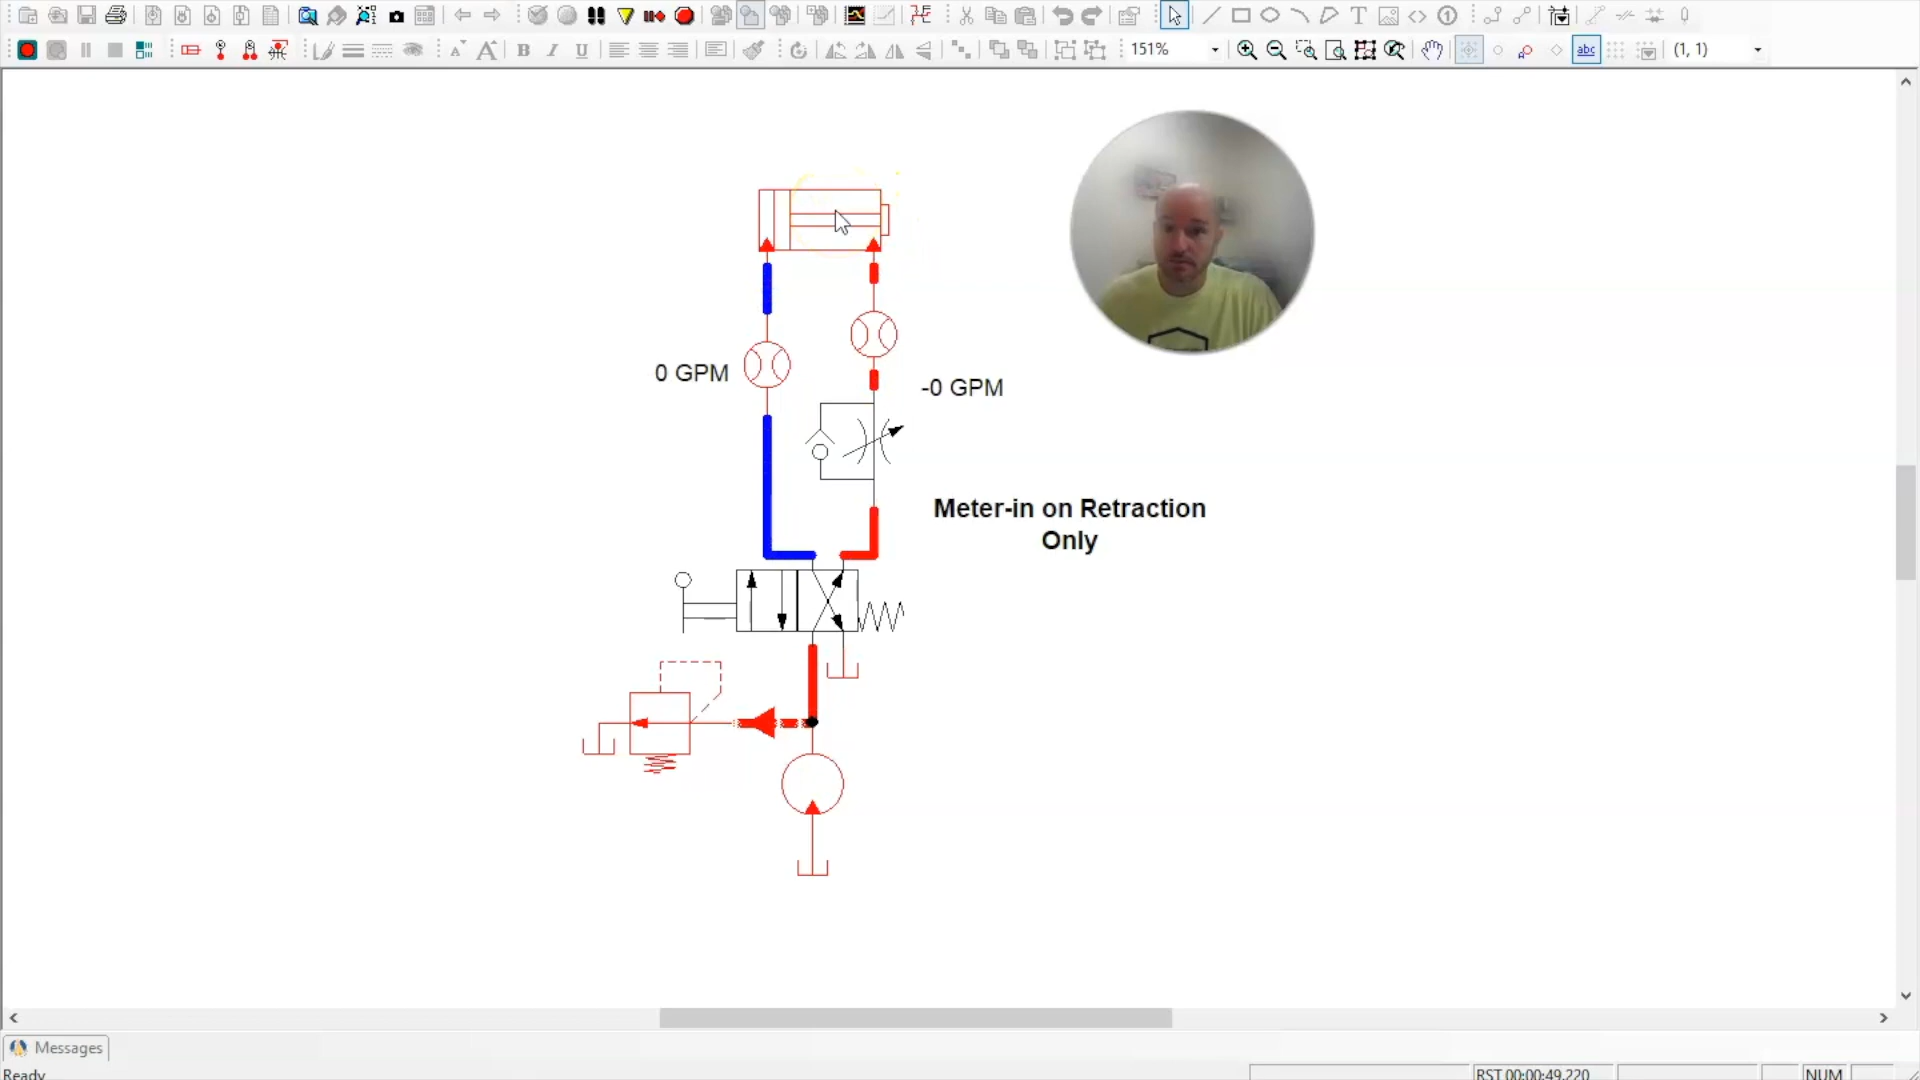 151%
abc
(1, 1)
0 GPM
-0 GPM
Meter-in on Retraction
Only
Messages
Ready
RST 00:00:49.220
NUM